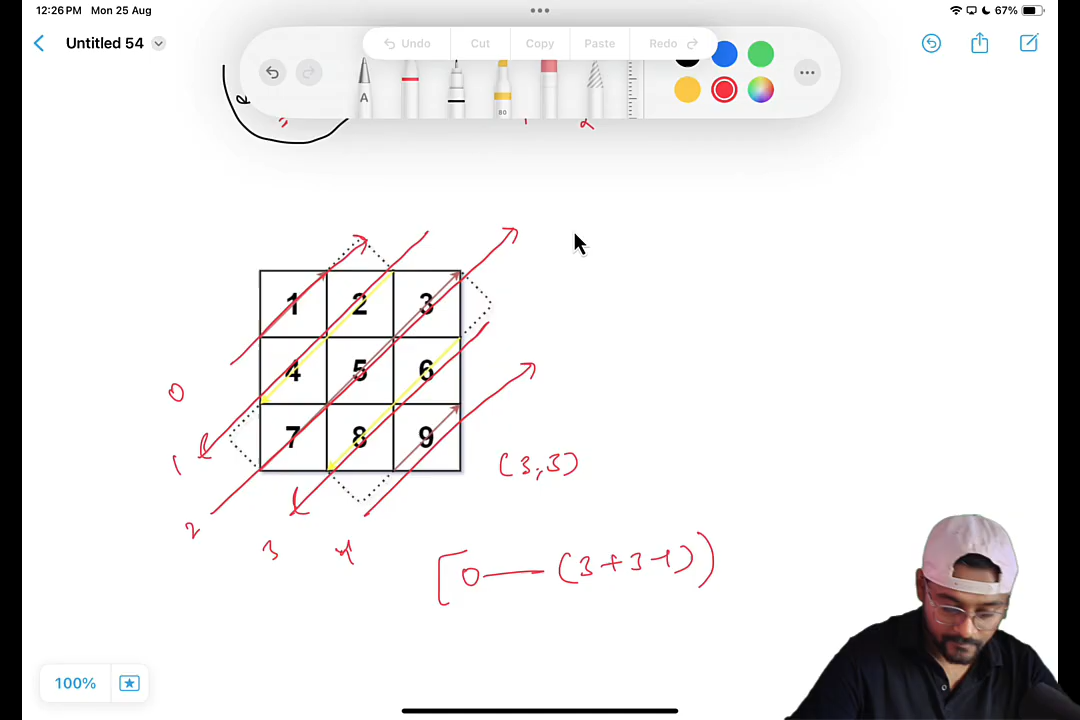 12:26 PM Mon 25 Aug
67%
Untitled 54
Undo Cut Copy Paste Redo
A
80
R
1 2 3
4 5 6
7 8 9
0
1
2
3
4
(3,3)
[0 — (3+3-1))
100%